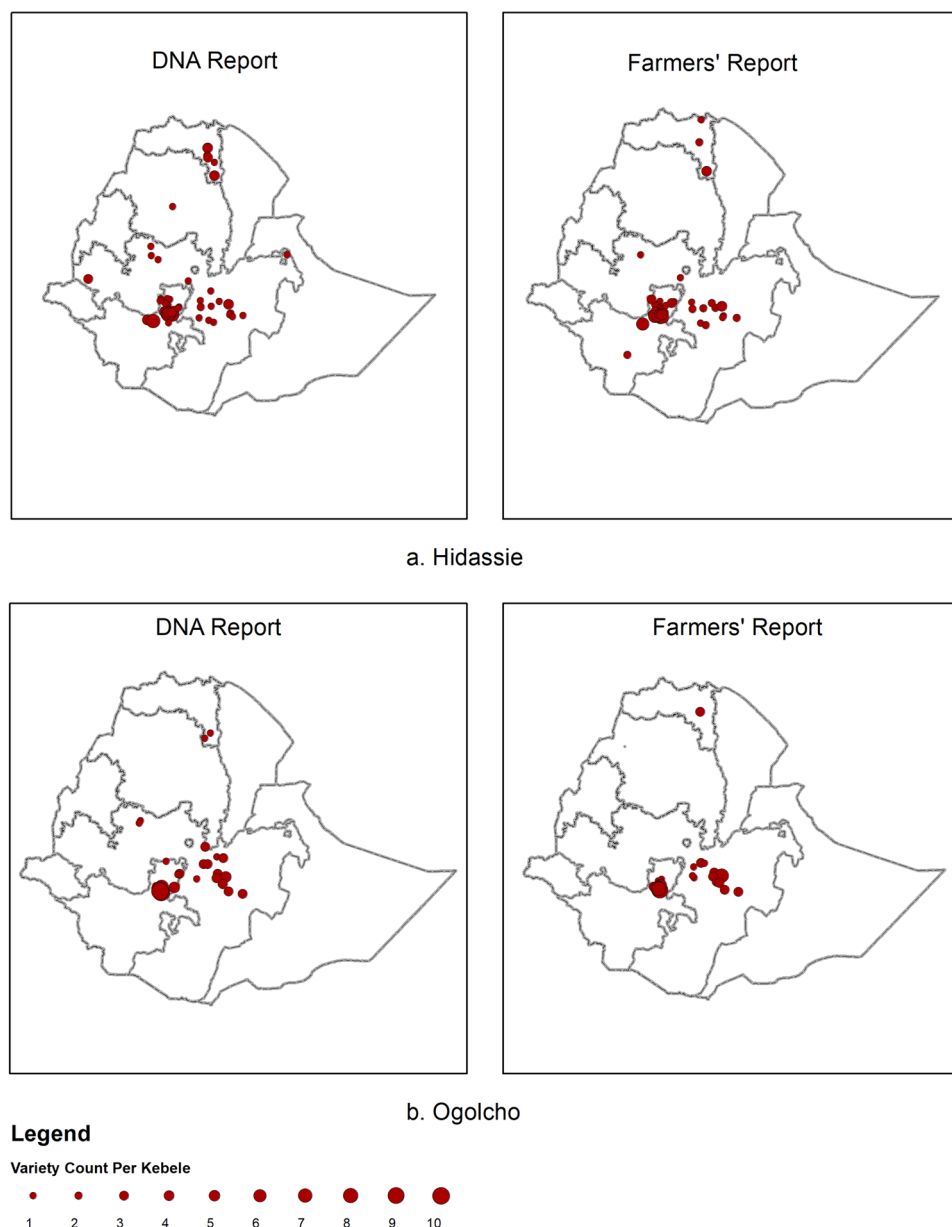 DNA Report
Farmers' Report
a. Hidassie
DNA Report
Farmers' Report
b. Ogolcho
Legend
Variety Count Per Kebele
1 2 3 4 5 6 7 8 9 10